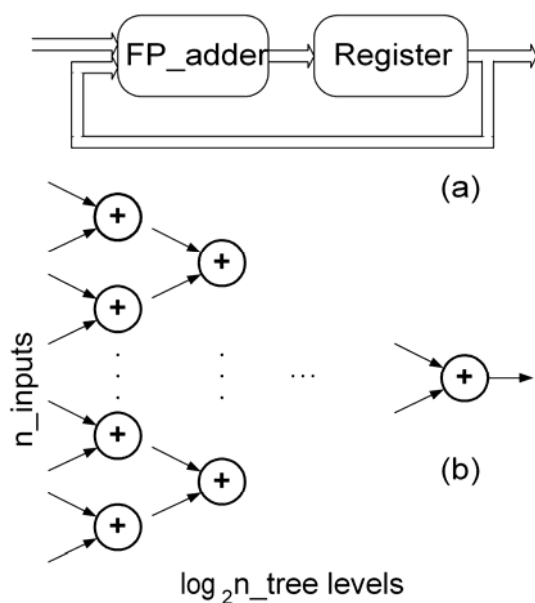 FP_adder Register
(a)
+
+
+
n_inputs
+
+
+
+
(b)
log₂n_tree levels